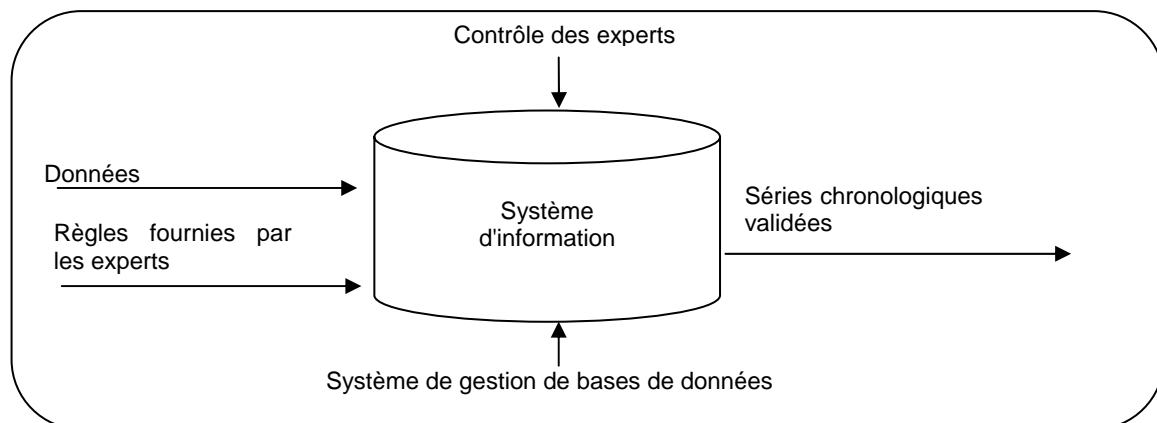 Contrôle des experts
Données
Règles fournies par
les experts
Système
d'information
Séries chronologiques
validées
Système de gestion de bases de données